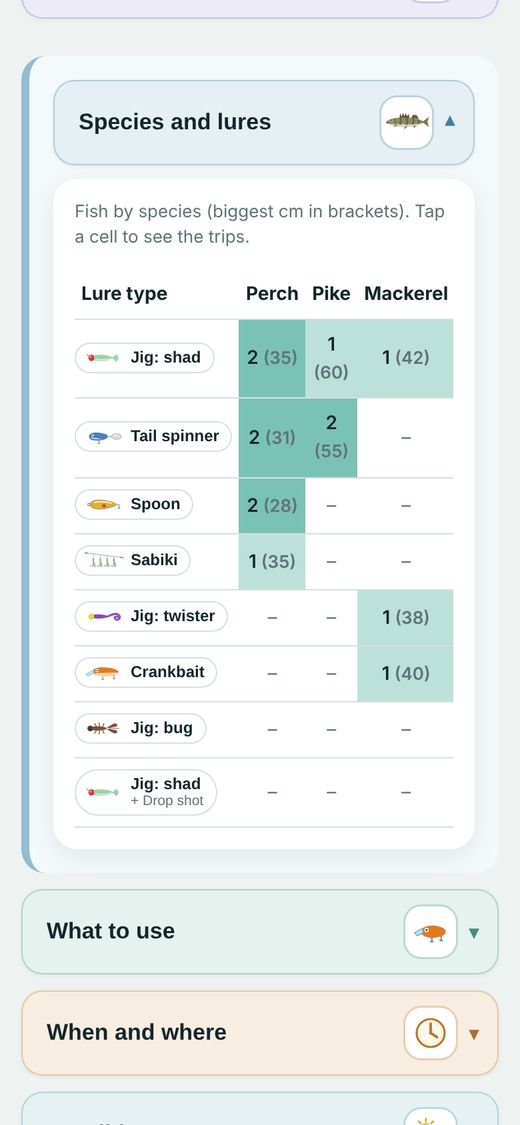 Species and lures ▲
Fish by species (biggest cm in brackets). Tap
a cell to see the trips.
Lure type Perch Pike Mackerel
Jig: shad 2 (35) 1 (60) 1 (42)
Tail spinner 2 (31) 2 (55) –
Spoon 2 (28) – –
Sabiki 1 (35) – –
Jig: twister – – 1 (38)
Crankbait – – 1 (40)
Jig: bug – – –
Jig: shad
+ Drop shot – – –
What to use ▼
When and where ▼